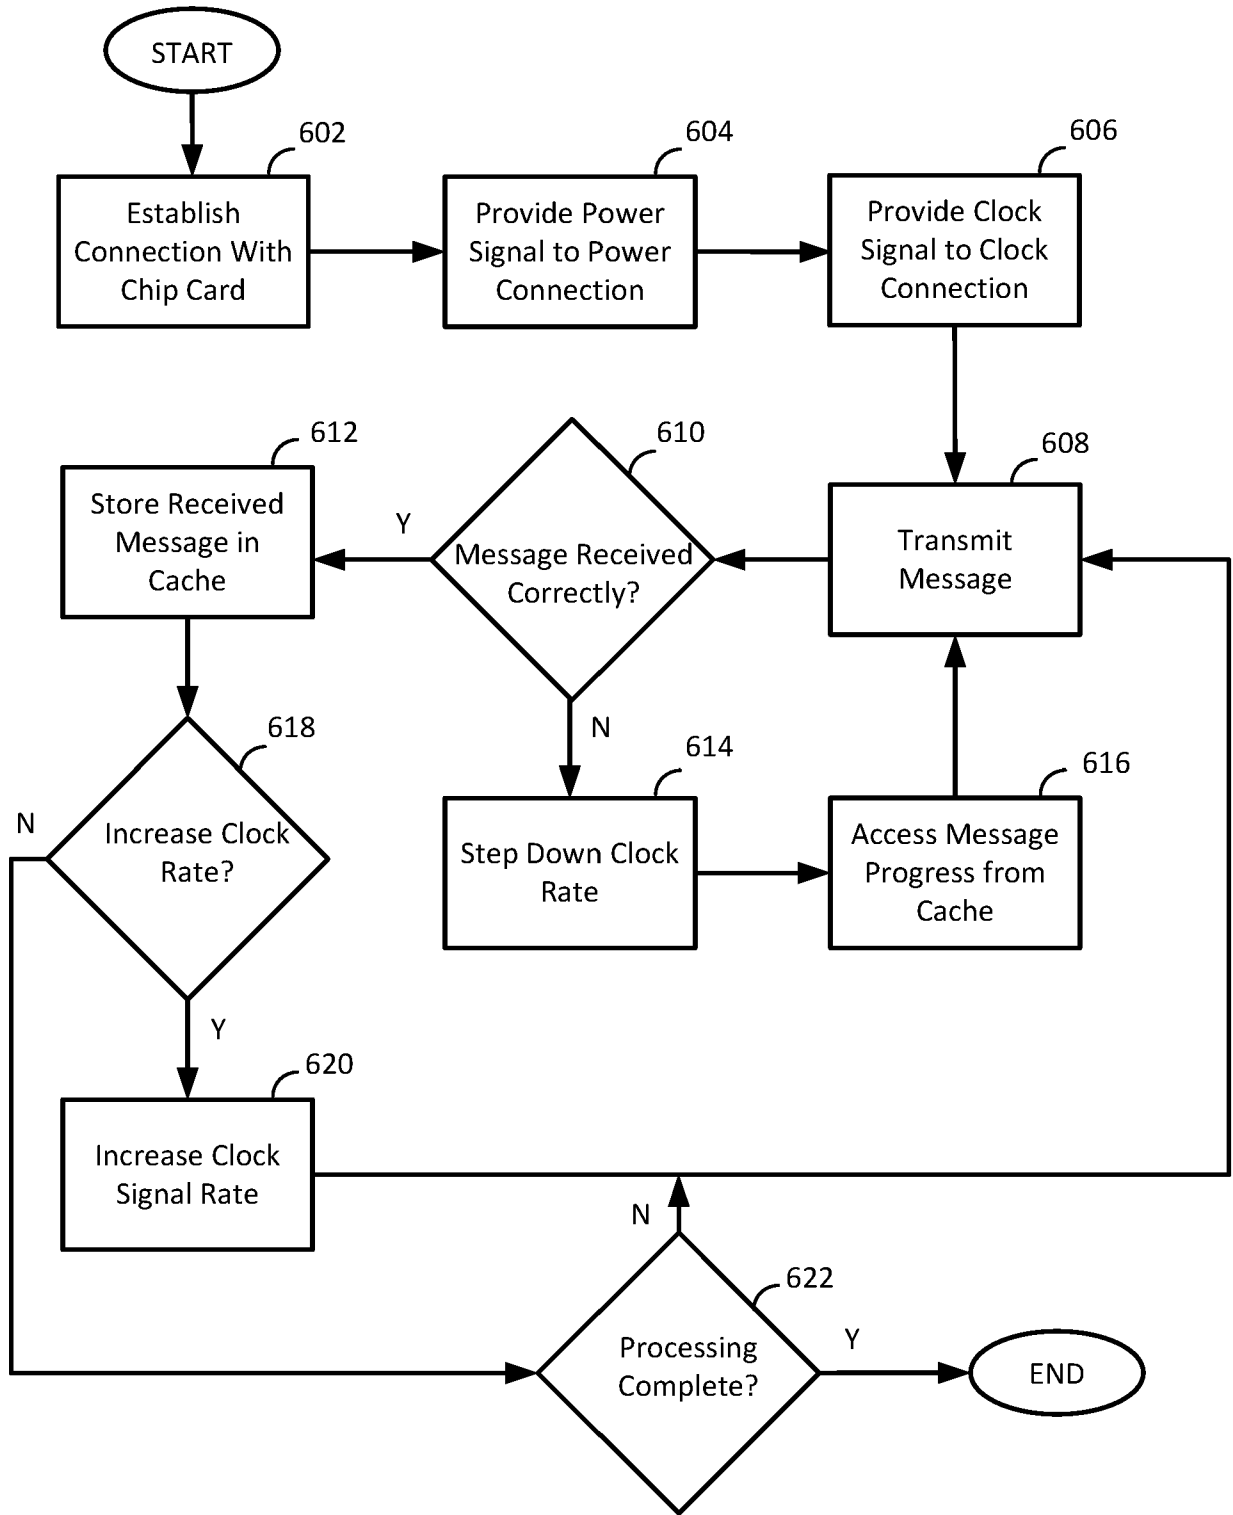 START
602
Establish
Connection With
Chip Card
604
Provide Power
Signal to Power
Connection
606
Provide Clock
Signal to Clock
Connection
612
Store Received
Message in
Cache
Y
610
Message Received
Correctly?
608
Transmit
Message
N
618
Increase Clock
Rate?
N
614
Step Down Clock
Rate
616
Access Message
Progress from
Cache
Y
620
Increase Clock
Signal Rate
N
622
Processing
Complete?
Y
END